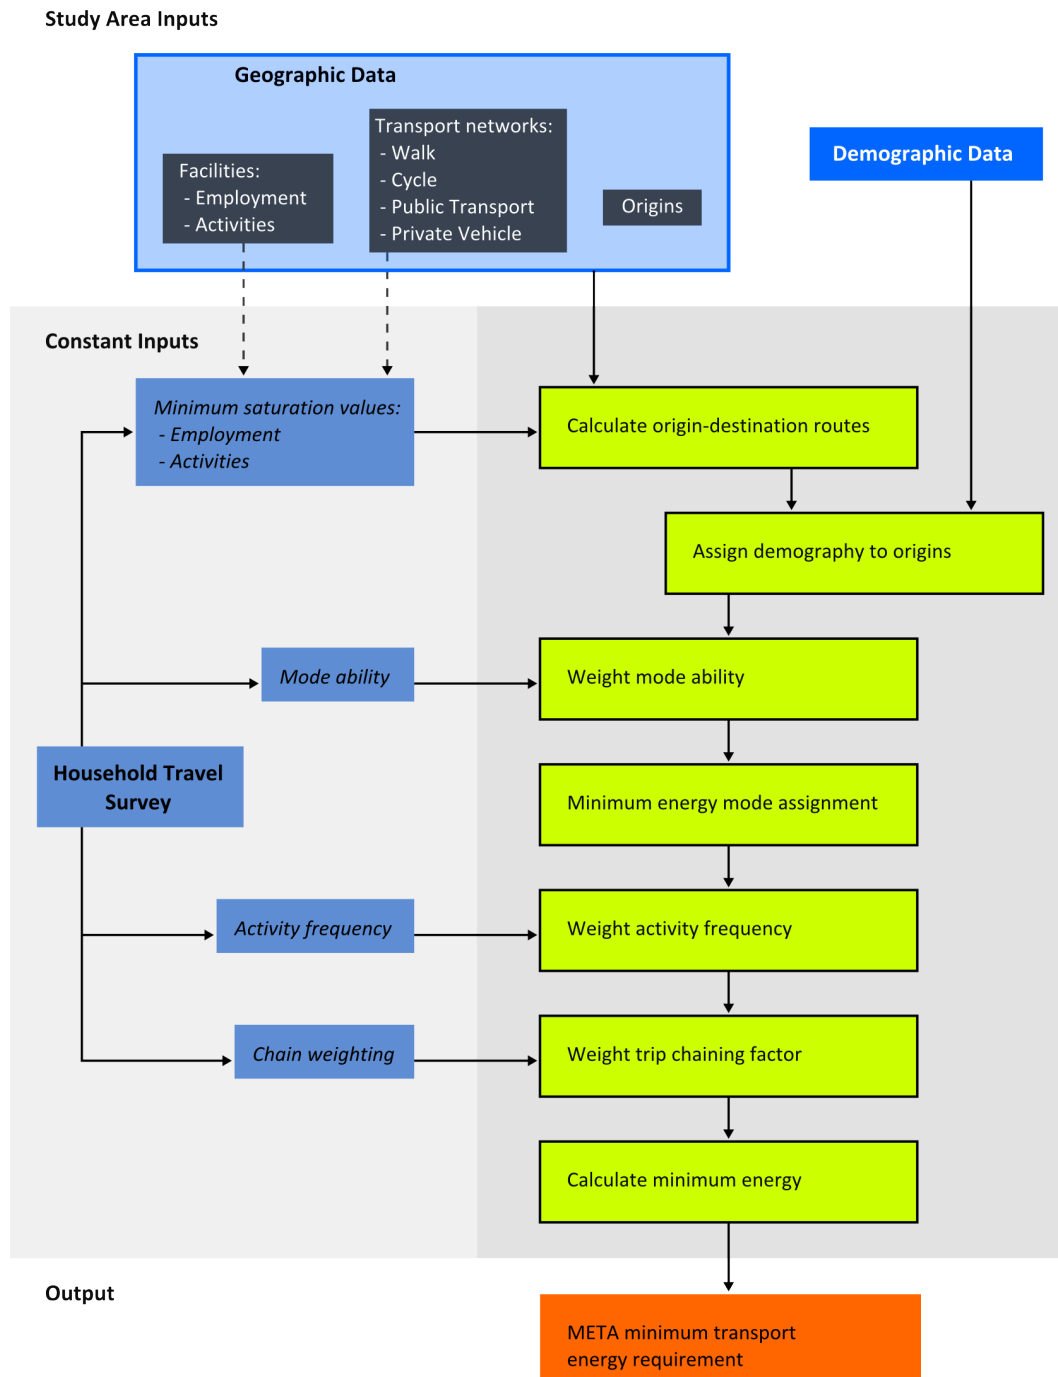 Study Area Inputs
Geographic Data
Facilities:
- Employment
- Activities
Transport networks:
- Walk
- Cycle
- Public Transport
- Private Vehicle
Origins
Demographic Data
Constant Inputs
Minimum saturation values:
- Employment
- Activities
Calculate origin-destination routes
Assign demography to origins
Mode ability
Weight mode ability
Household Travel
Survey
Minimum energy mode assignment
Activity frequency
Weight activity frequency
Chain weighting
Weight trip chaining factor
Calculate minimum energy
Output
META minimum transport
energy requirement